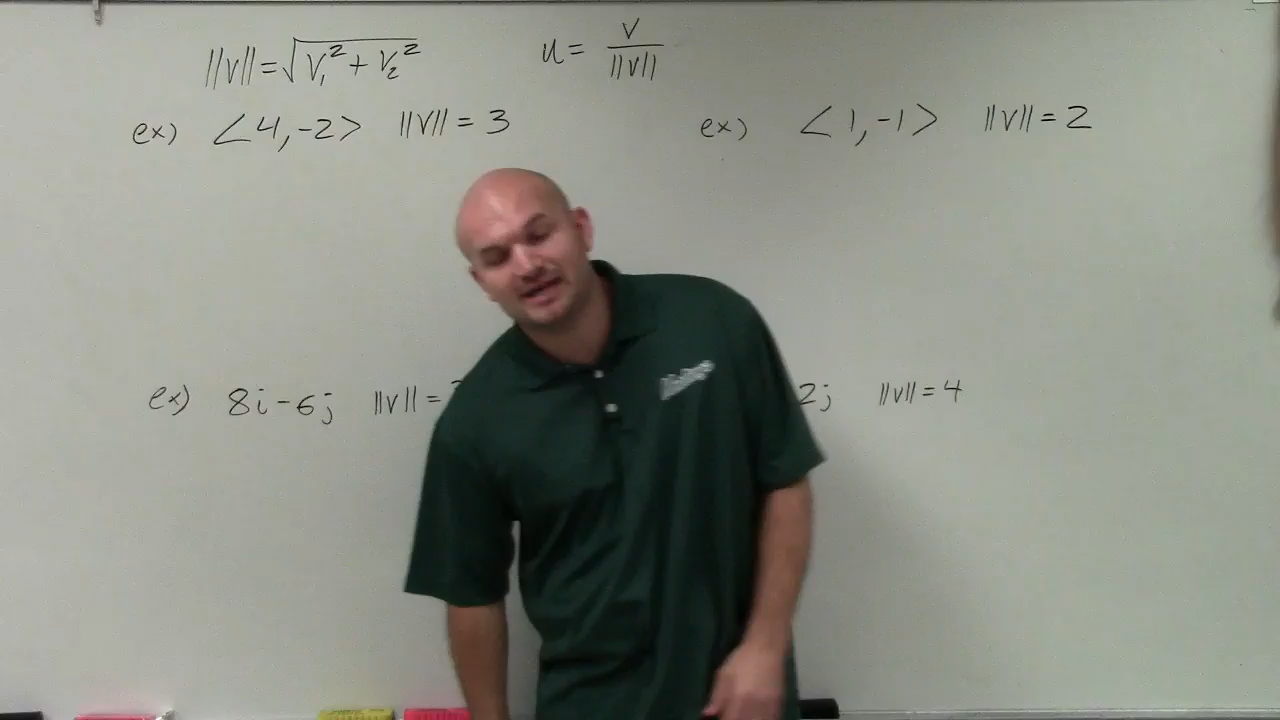 ||v|| = √v₁² + v₂² u = v/||v||
ex) <4,-2> ||v|| = 3 ex) <1,-1> ||v|| = 2
ex) 8i - 6j ||v|| = 2j ||v|| = 4